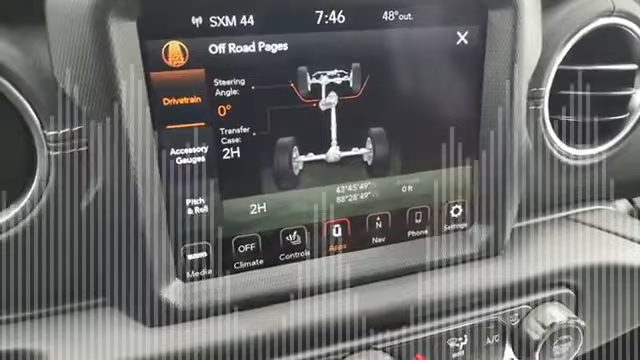 SXM 44
7:46
48°out.
Off Road Pages
X
Drivetrain
Steering
Angle:
0°
Transfer
Case:
2H
Accessory
Gauges
Pitch
& Roll
2H
43°45'49"
88°28'49"
0 ft
OFF
N
Media
Climate
Controls
Apps
Nav
Phone
Settings
A/C